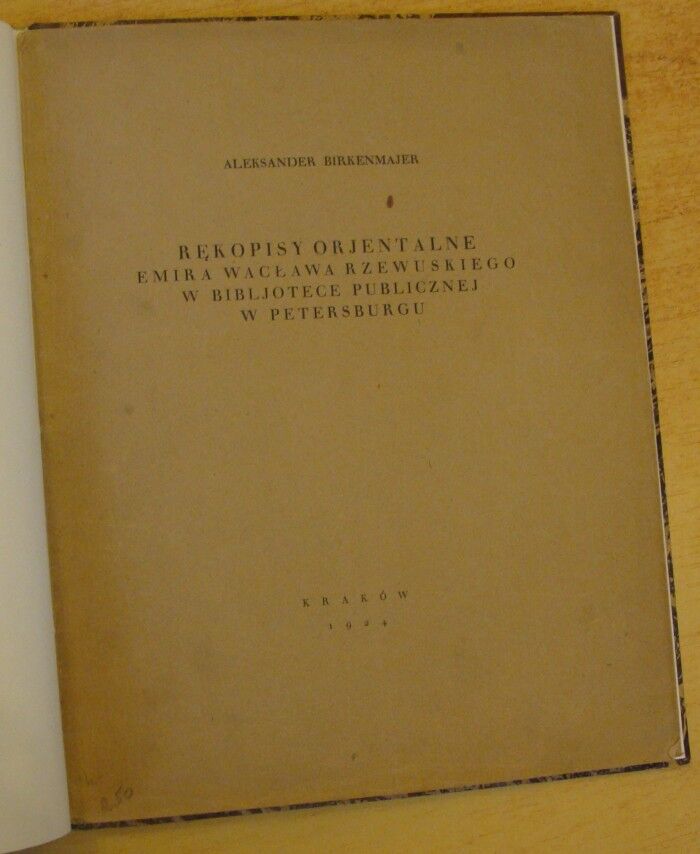 ALEKSANDER BIRKENMAJER
RĘKOPISY ORJENTALNE
EMIRA WACŁAWA RZEWUSKIEGO
W BIBLJOTECE PUBLICZNEJ
W PETERSBURGU
KRAKÓW
1924